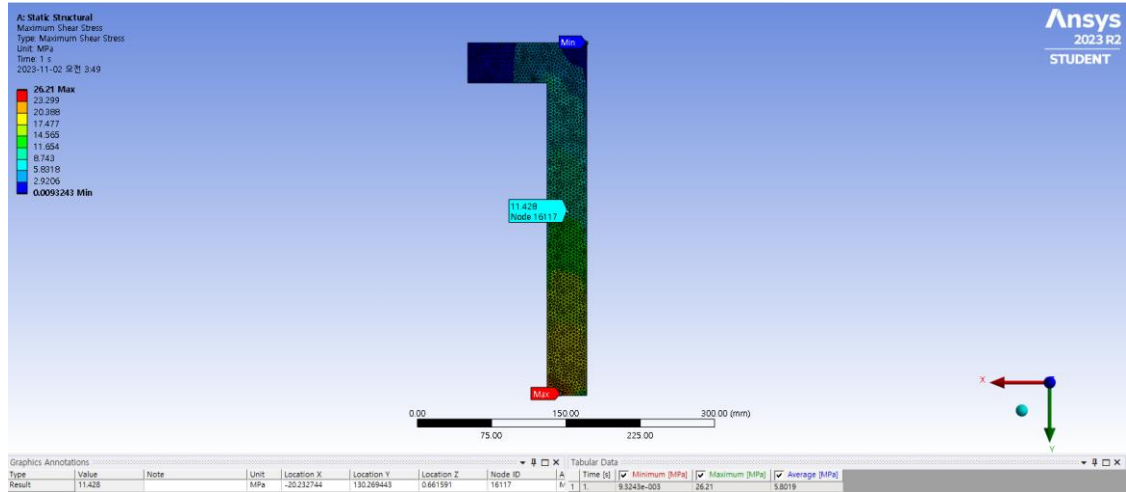 A: Static Structural
Maximum Shear Stress
Type: Maximum Shear Stress
Unit: MPa
Time: 1 s
2023-11-02 오전 3:49
26.21 Max
23.299
20.388
17.477
14.565
11.654
8.743
5.8318
2.9206
0.0093243 Min
Ansys
2023 R2
STUDENT
Min
11.428
Node 16117
Max
0.00 150.00 300.00 (mm)
75.00 225.00
X
Y
Graphics Annotations
Type Value Note Unit Location X Location Y Location Z Node ID A
Result 11.428 MPa -20.232744 130.269443 0.661591 16117
Tabular Data
Time [s] Minimum [MPa] Maximum [MPa] Average [MPa]
1 1. 9.3243e-003 26.21 5.8019